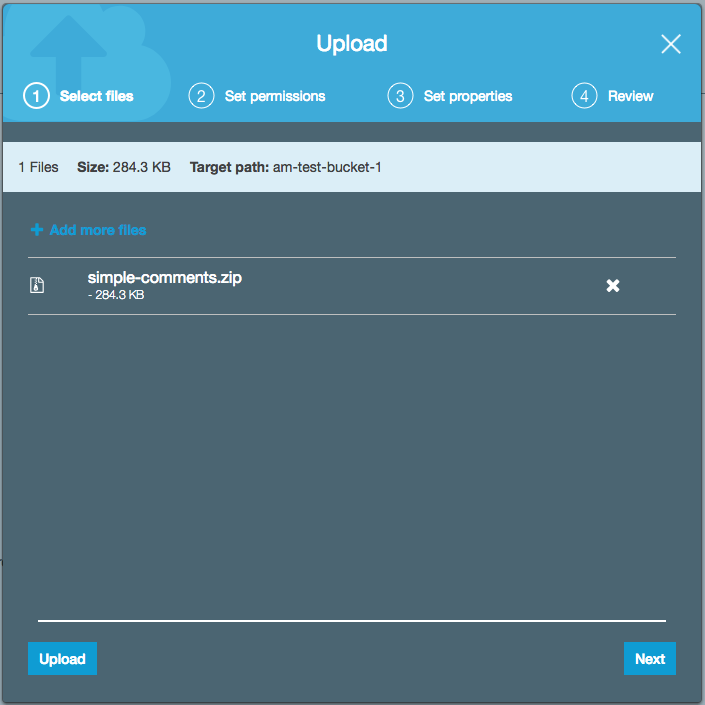 Upload
1 Select files 2 Set permissions 3 Set properties 4 Review
1 Files Size: 284.3 KB Target path: am-test-bucket-1
Add more files
simple-comments.zip
- 284.3 KB
Upload Next